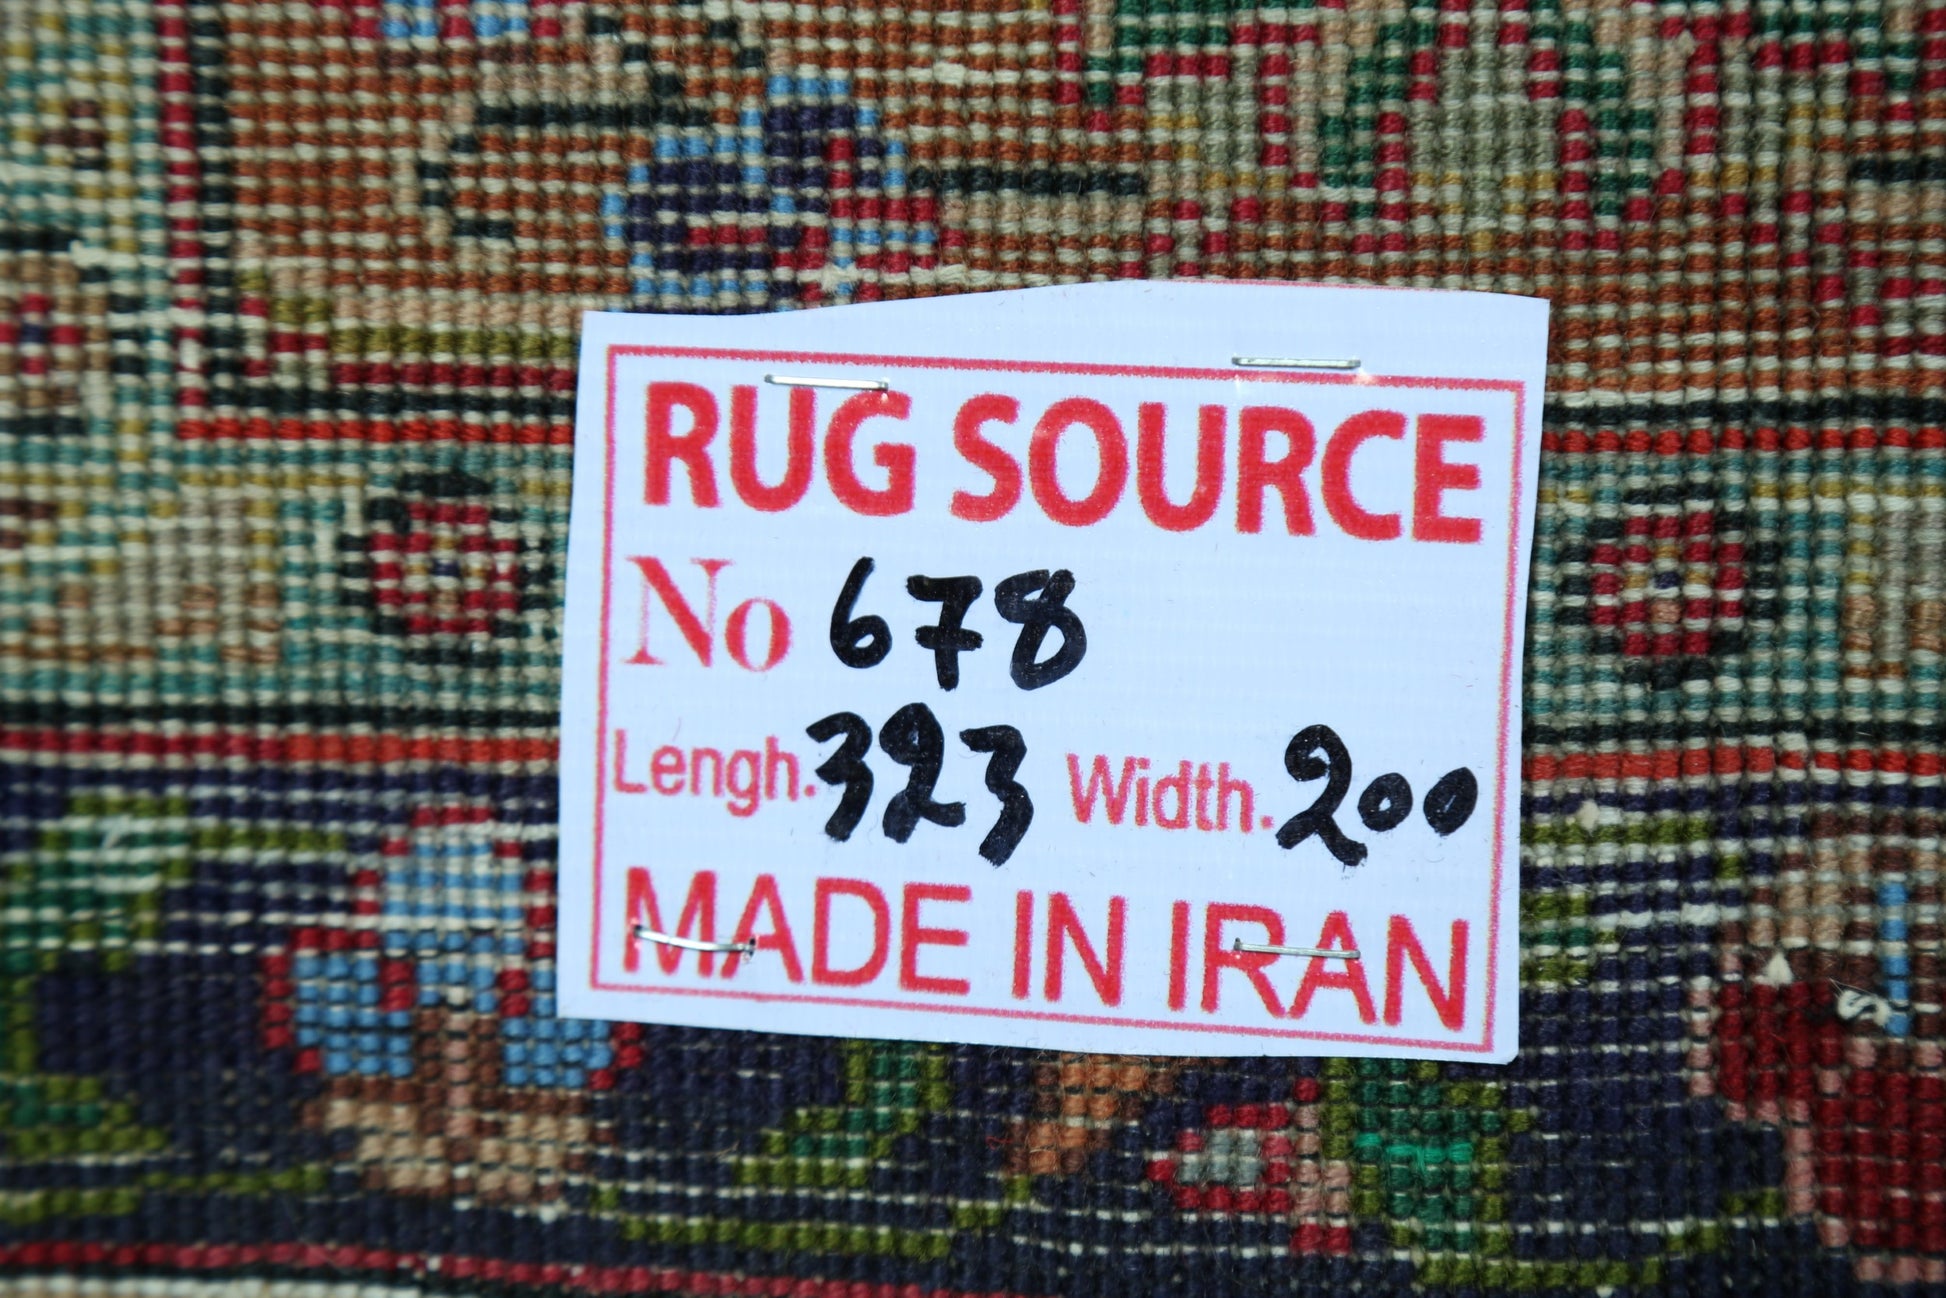 RUG SOURCE
No 678
Lengh. 323 Width. 200
MADE IN IRAN